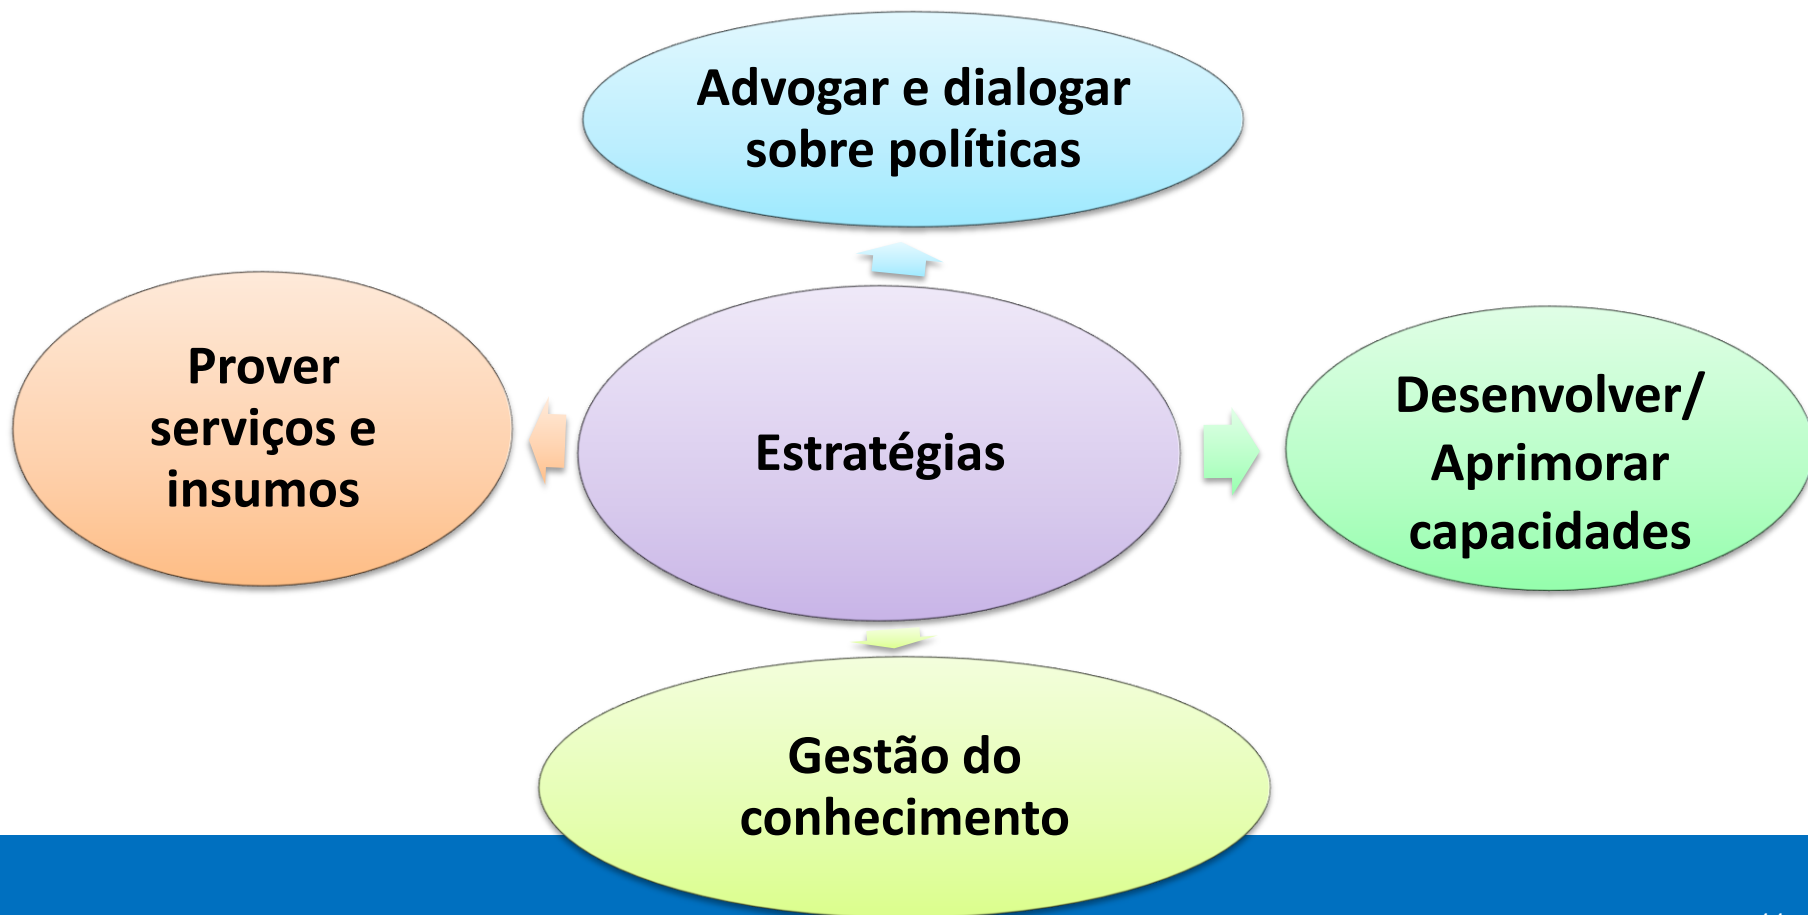 Advogar e dialogar
sobre políticas
Prover
serviços e
insumos
Estratégias
Desenvolver/
Aprimorar
capacidades
Gestão do
conhecimento